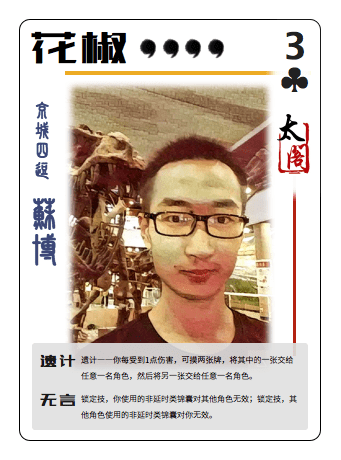 花椒
3
京城四逗
蘇博
太
阁
遗计 遗计——你每受到1点伤害，可摸两张牌，将其中的一张交给
任意一名角色，然后将另一张交给任意一名角色。
无言 锁定技，你使用的非延时类锦囊对其他角色无效；锁定技，其
他角色使用的非延时类锦囊对你无效。